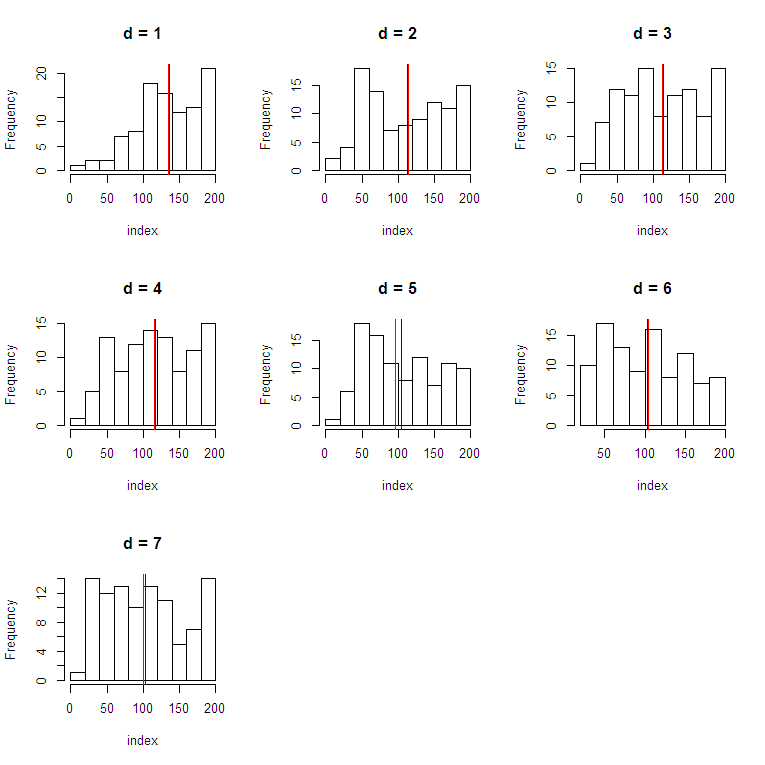 d = 1
Frequency
0 5 10 20
0 50 100 150 200
index
d = 2
Frequency
0 5 10 15
0 50 100 150 200
index
d = 3
Frequency
0 5 10 15
0 50 100 150 200
index
d = 4
Frequency
0 5 10 15
0 50 100 150 200
index
d = 5
Frequency
0 5 10 15
0 50 100 150 200
index
d = 6
Frequency
0 5 10 15
50 100 150 200
index
d = 7
Frequency
0 4 8 12
0 50 100 150 200
index